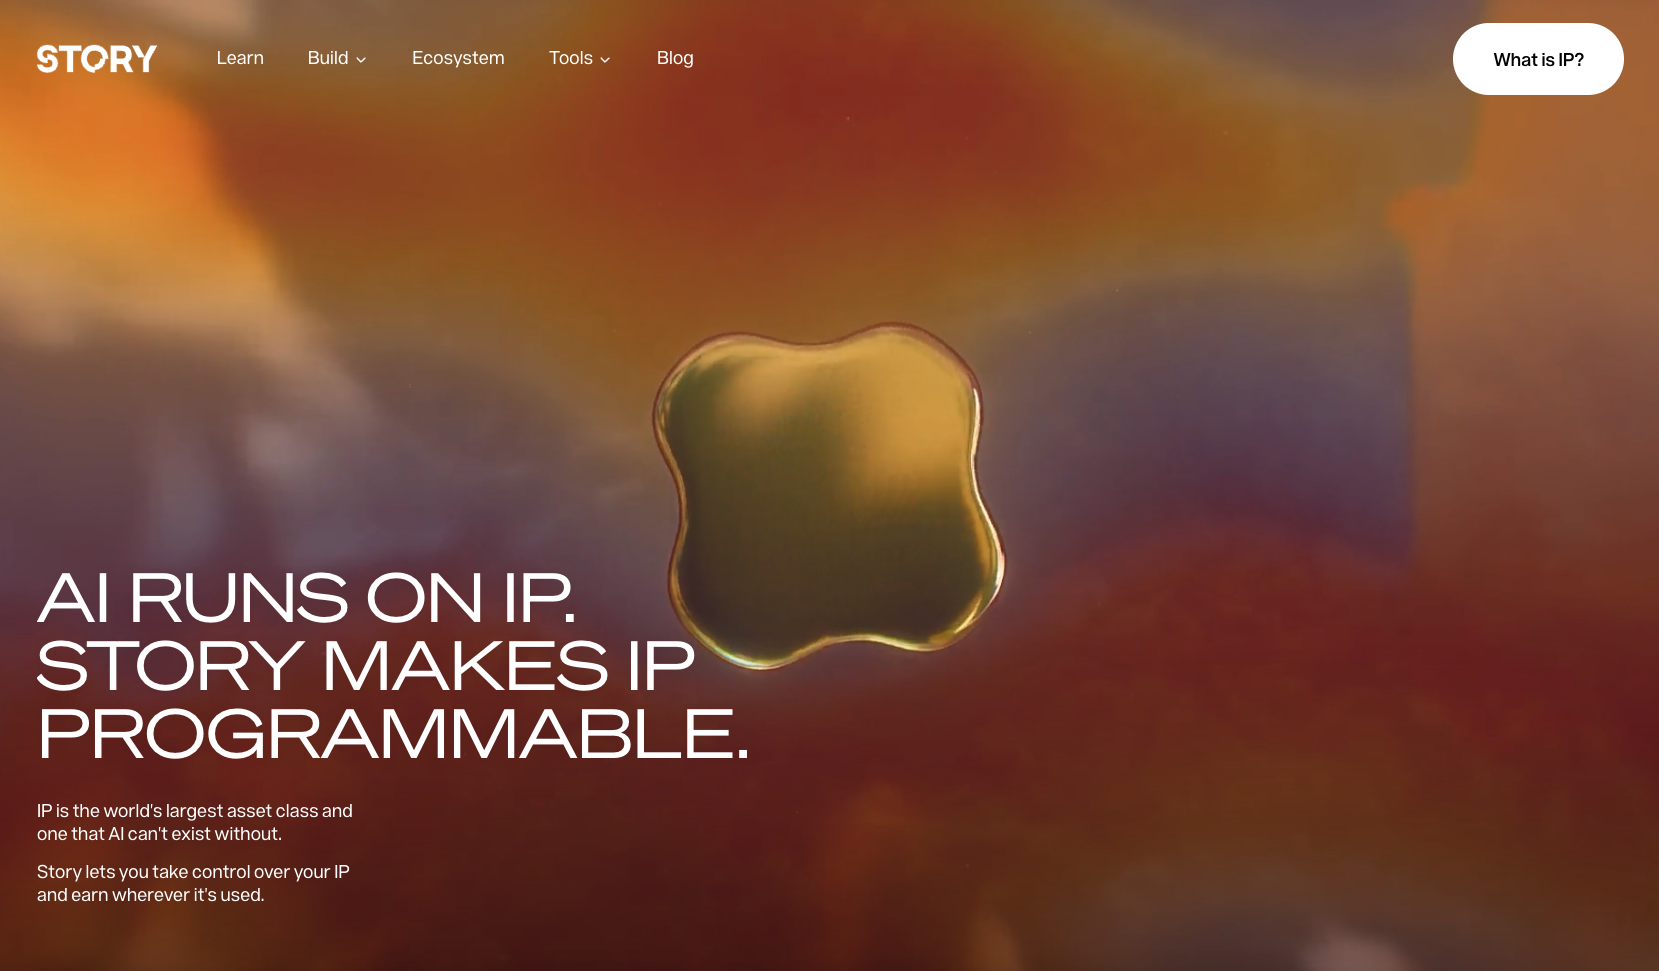 STORY
Learn
Build
Ecosystem
Tools
Blog
What is IP?
AI RUNS ON IP.
STORY MAKES IP
PROGRAMMABLE.
IP is the world's largest asset class and
one that AI can't exist without.
Story lets you take control over your IP
and earn wherever it's used.